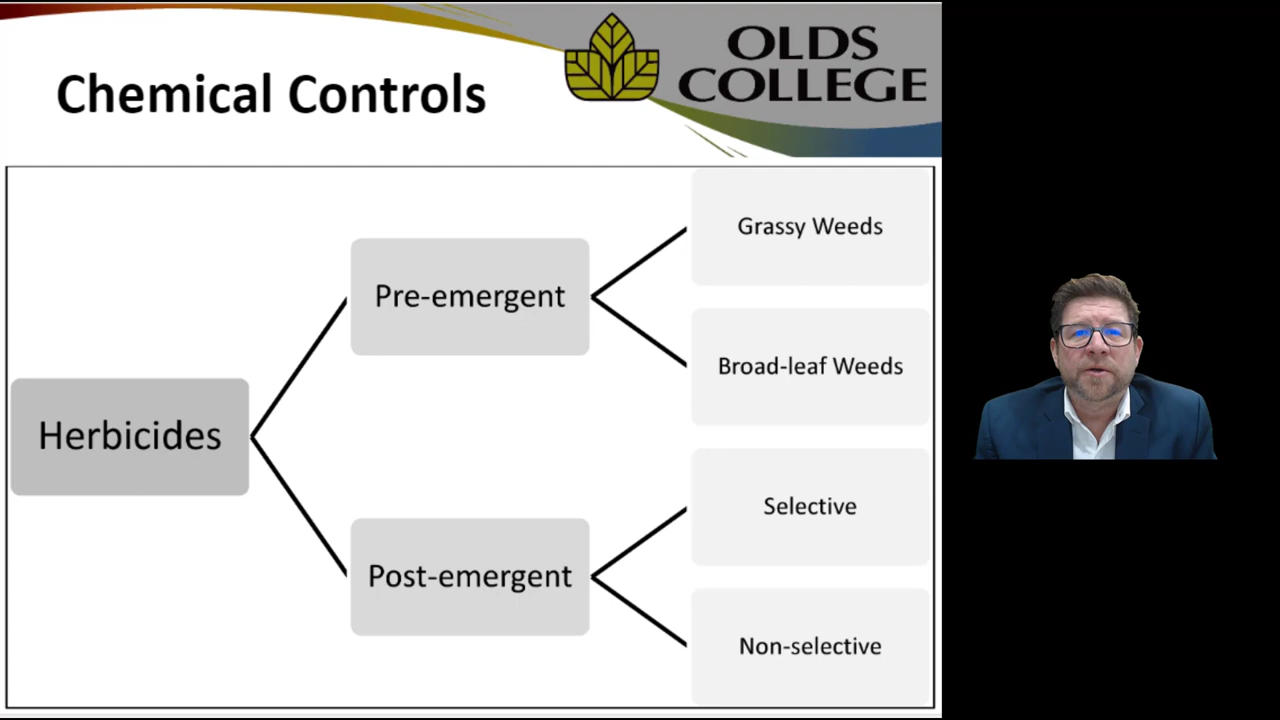 OLDS
COLLEGE
Chemical Controls
Herbicides
Pre-emergent
Grassy Weeds
Broad-leaf Weeds
Post-emergent
Selective
Non-selective